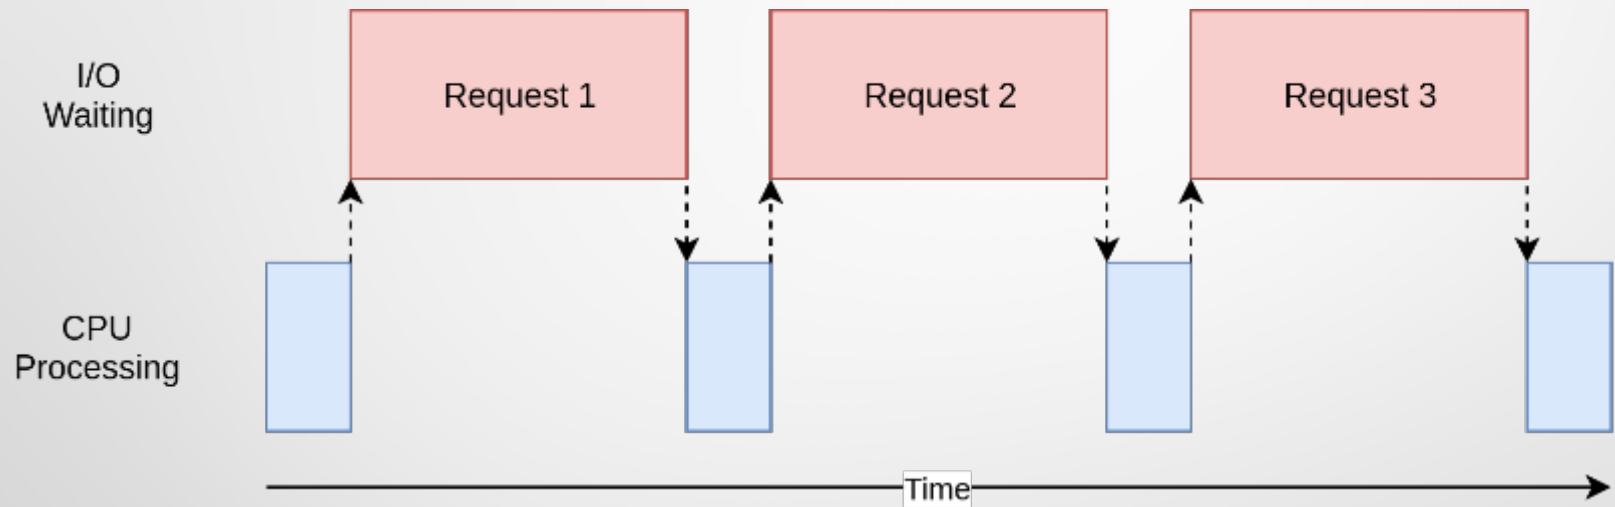 I/O
Waiting
Request 1
Request 2
Request 3
CPU
Processing
Time